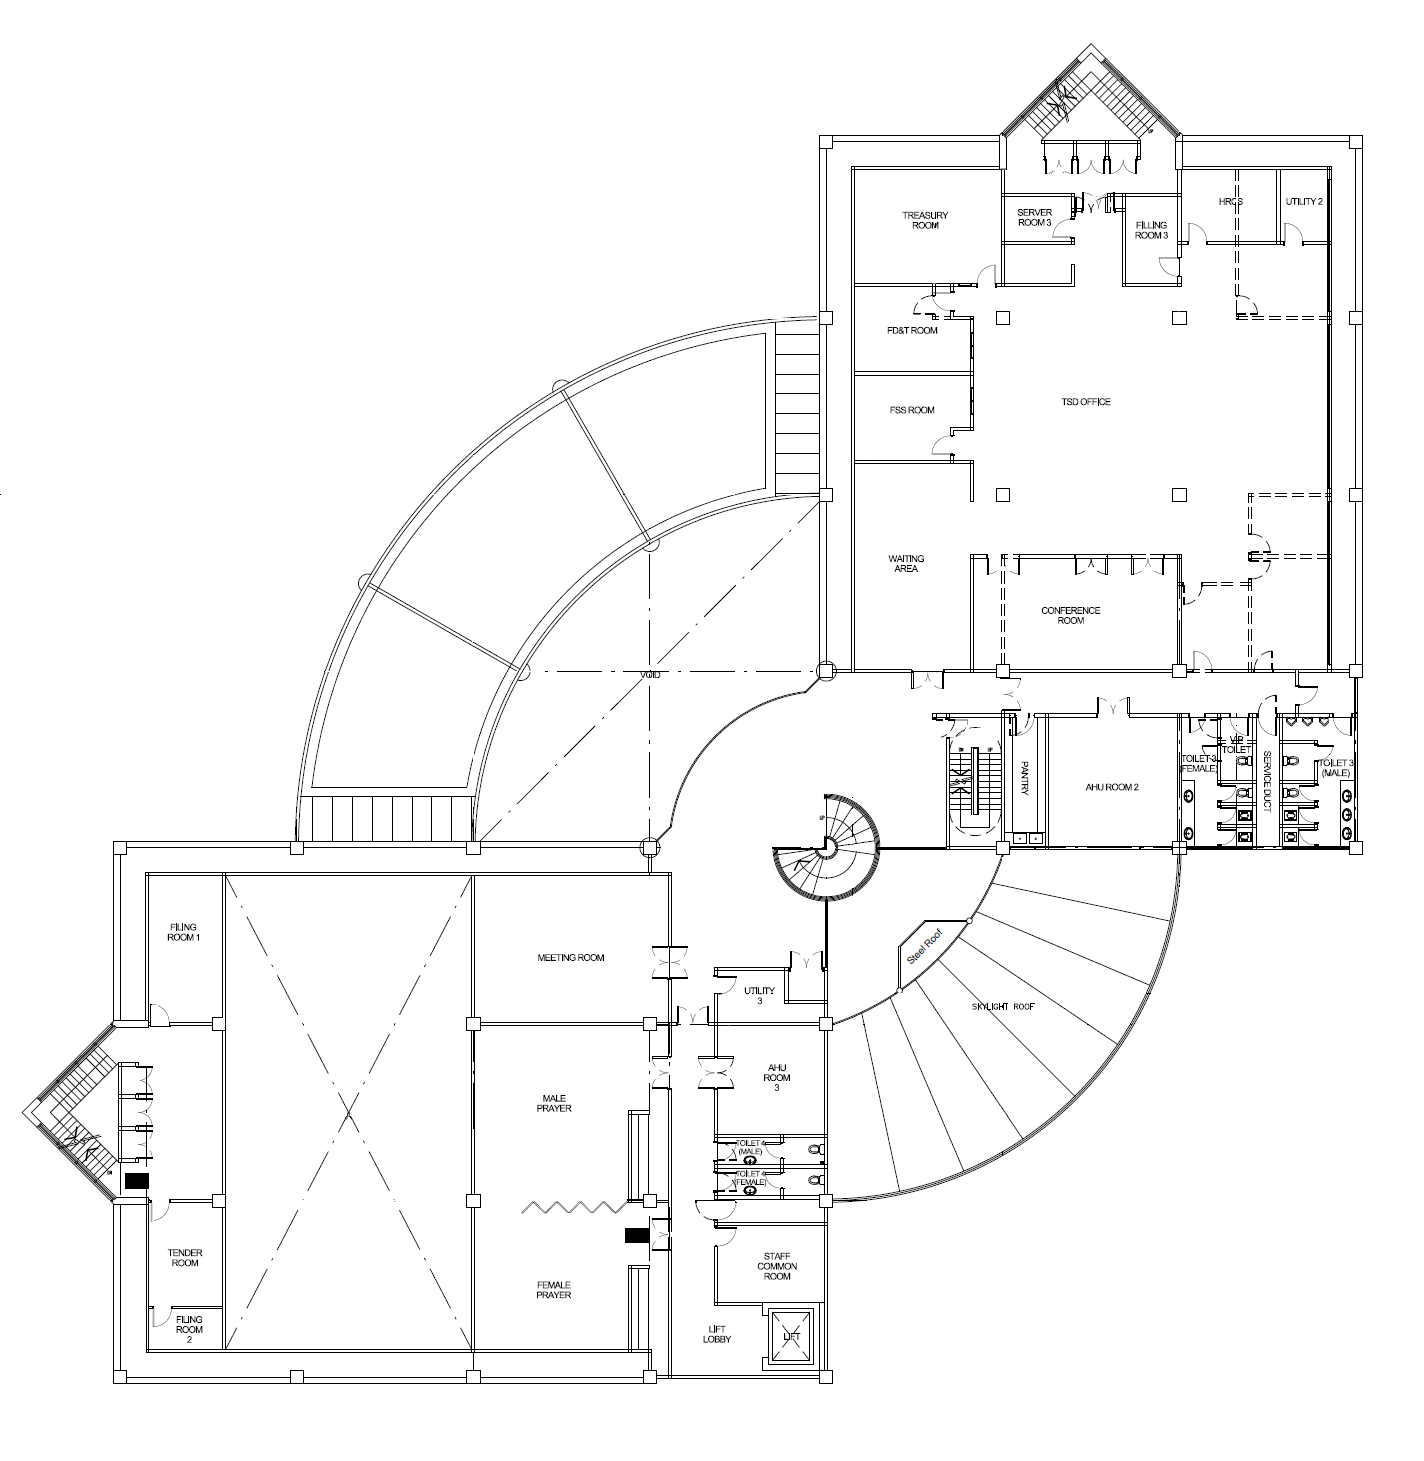 TREASURY
ROOM
SERVER
ROOM 3
FILLING
ROOM 3
HRCS
UTILITY 2
FD&T ROOM
FSS ROOM
TSD OFFICE
WAITING
AREA
CONFERENCE
ROOM
VOID
DN
UP
PANTRY
AHU ROOM 2
TOILET 3
(FEMALE)
VIP
TOILET
SERVICE DUCT
TOILET 3
(MALE)
UP
Steel Roof
SKYLIGHT ROOF
FILING
ROOM 1
MEETING ROOM
UTILITY
3
AHU
ROOM
3
MALE
PRAYER
TOILET 4
(MALE)
TOILET 4
(FEMALE)
TENDER
ROOM
FEMALE
PRAYER
STAFF
COMMON
ROOM
FILING
ROOM
2
LIFT
LOBBY
LIFT